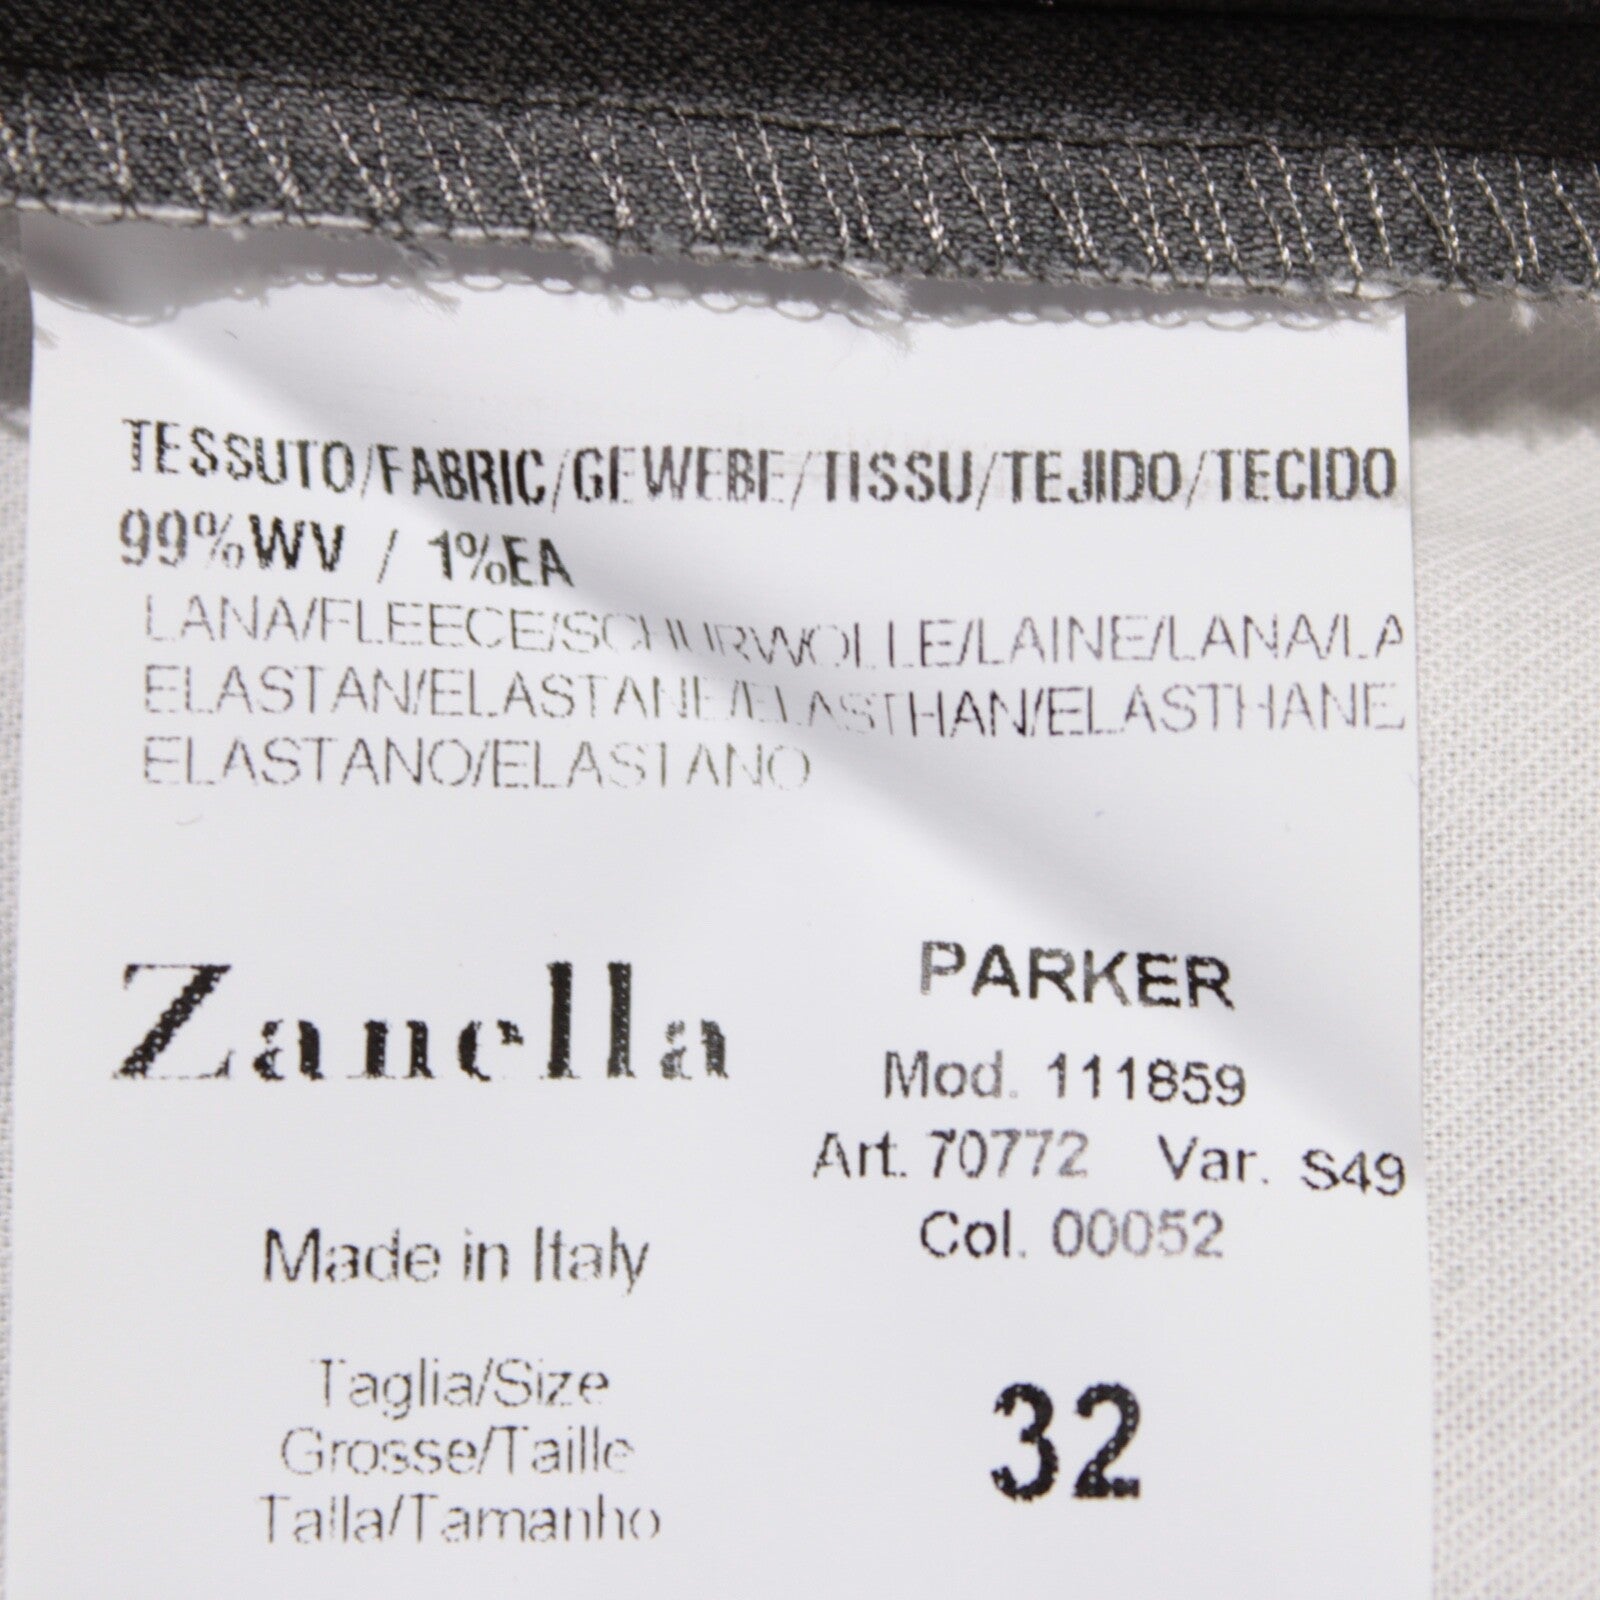 TESSUTO/FABRIC/GEWEBE/TISSU/TEJIDO/TECIDO
99%WV / 1%EA
LANA/FLEECE/SCHURWOLLE/LAINE/LANA/LA
ELASTAN/ELASTANE/ELASTHAN/ELASTHANE/
ELASTANO/ELASTANO
Zanella
PARKER
Mod. 111859
Art. 70772 Var. S49
Col. 00052
Made in Italy
Taglia/Size
Grosse/Taille
Talla/Tamanho
32